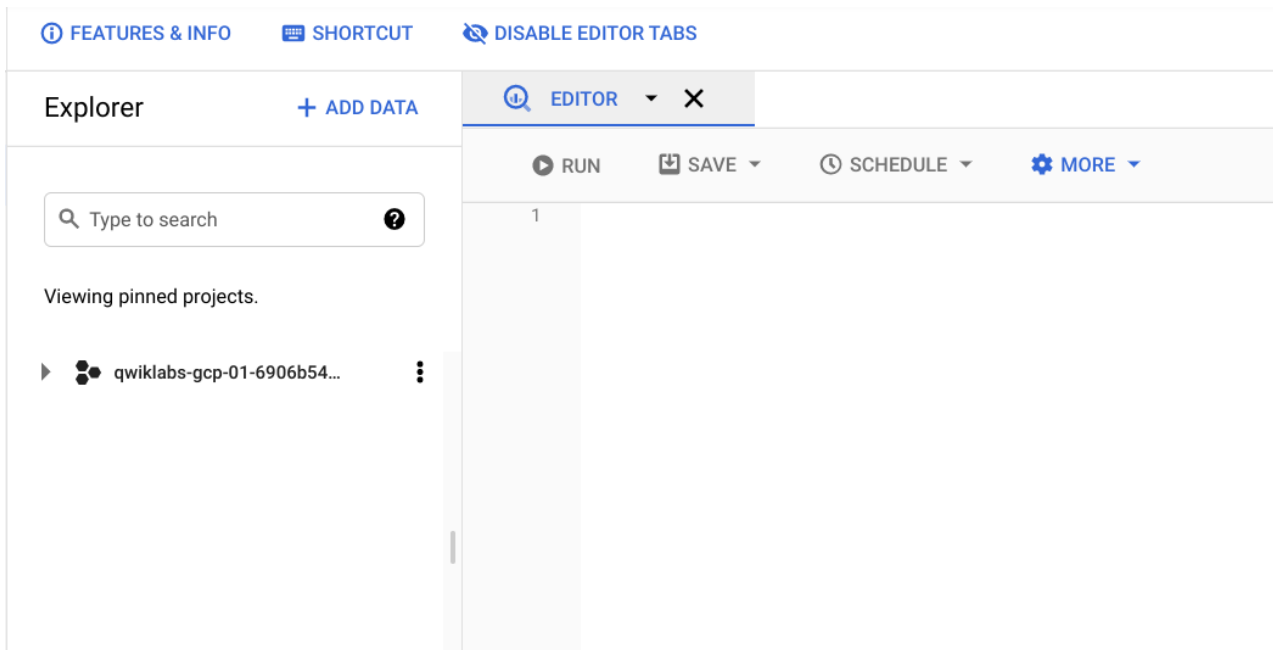 FEATURES & INFO SHORTCUT DISABLE EDITOR TABS
Explorer + ADD DATA
Type to search
Viewing pinned projects.
qwiklabs-gcp-01-6906b54...
EDITOR
RUN SAVE SCHEDULE MORE
1